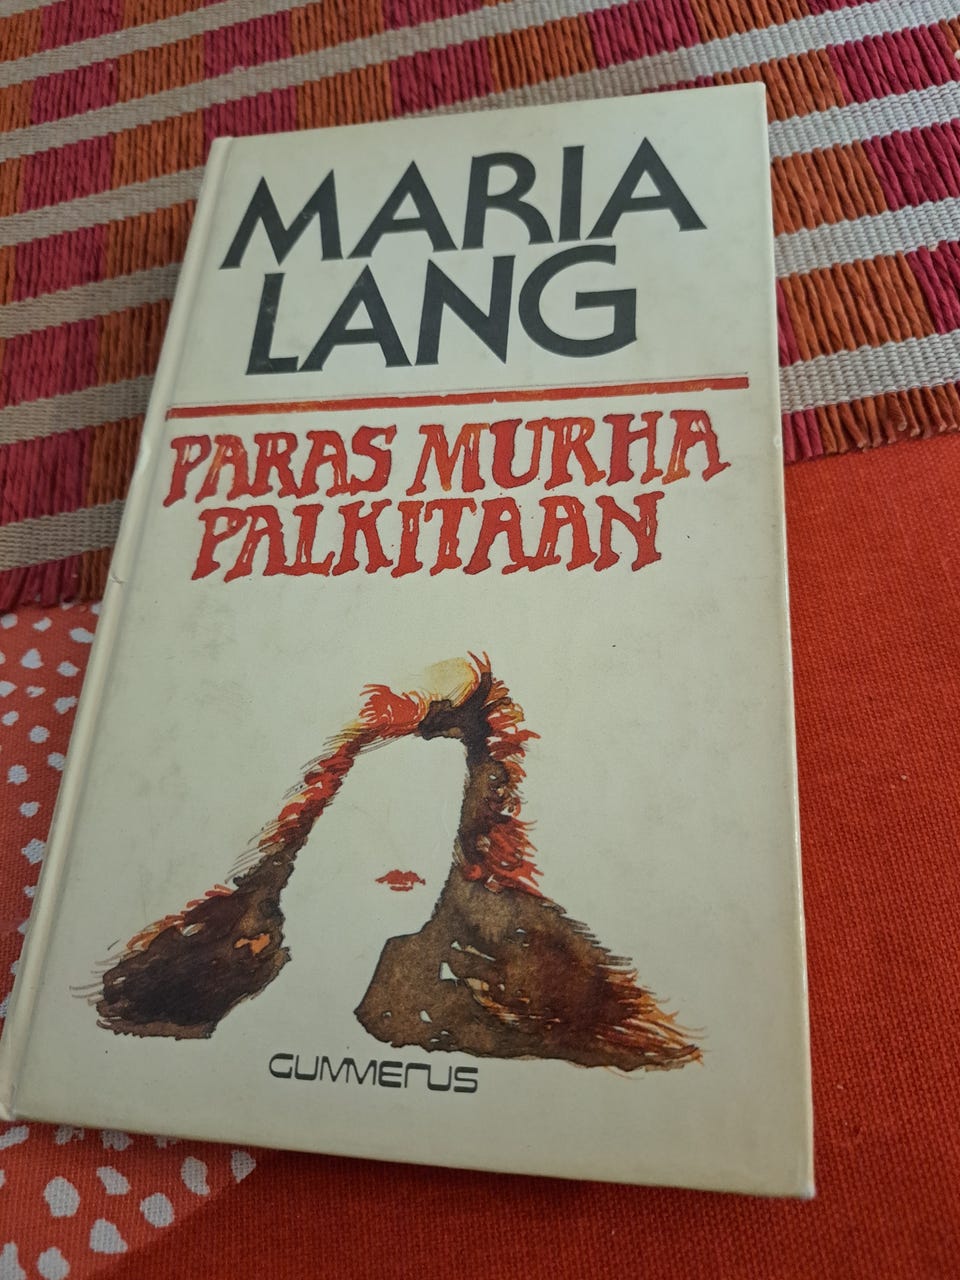 MARIA
LANG
PARAS MURHA
PALKITAAN
GUMMERUS